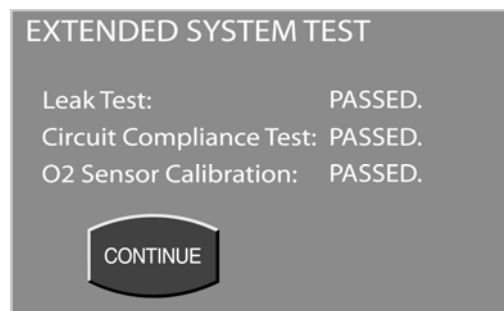 EXTENDED SYSTEM TEST
Leak Test: PASSED.
Circuit Compliance Test: PASSED.
O2 Sensor Calibration: PASSED.
CONTINUE